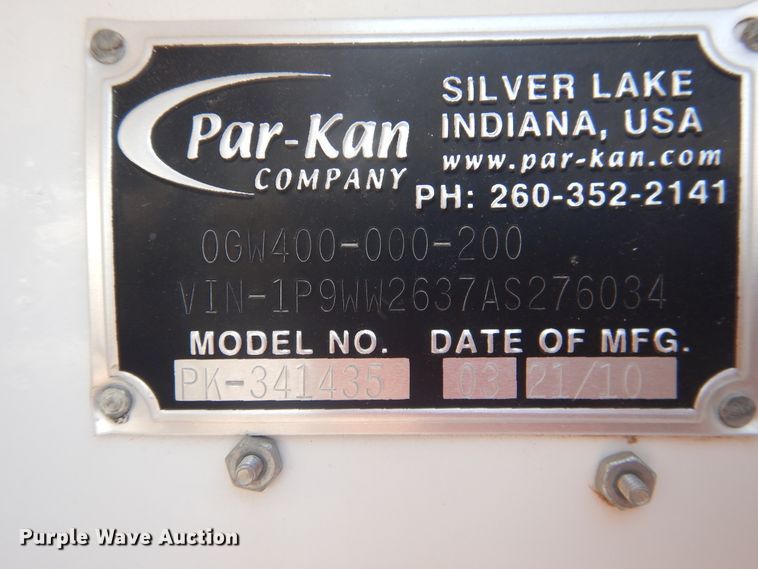 Par-Kan
COMPANY
SILVER LAKE
INDIANA, USA
www.par-kan.com
PH: 260-352-2141
0GW400-000-200
VIN-1P9WW2637AS276034
MODEL NO. DATE OF MFG.
PK-341435 03 21/10
Purple Wave Auction